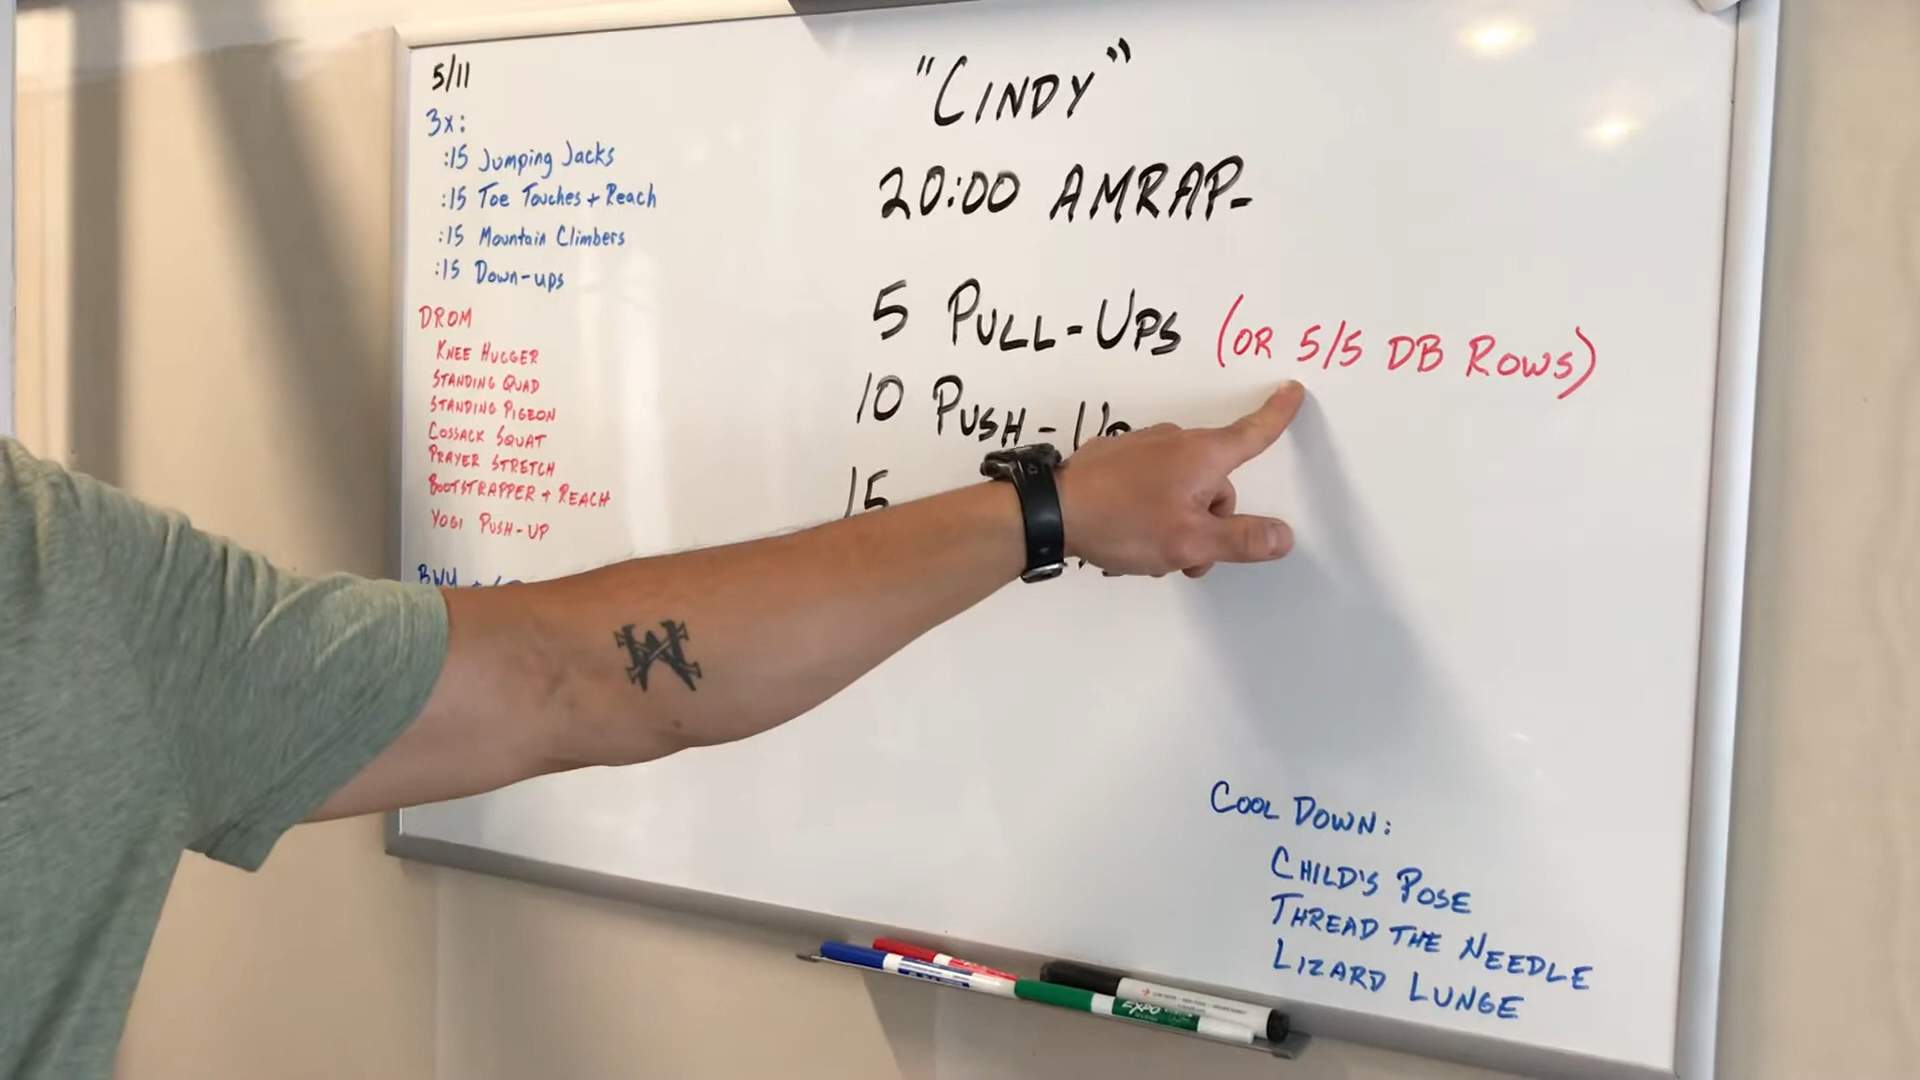 5/11
3x:
:15 Jumping Jacks
:15 Toe Touches + Reach
:15 Mountain Climbers
:15 Down-ups
DROM
KNEE HUGGER
STANDING QUAD
STANDING PIGEON
COSSACK SQUAT
PRAYER STRETCH
BOOTSTRAPPER + REACH
YOGI PUSH-UP
"CINDY"
20:00 AMRAP-
5 PULL-UPS (OR 5/5 DB ROWS)
10 PUSH-
15
COOL DOWN:
CHILD'S POSE
THREAD THE NEEDLE
LIZARD LUNGE
EXPO